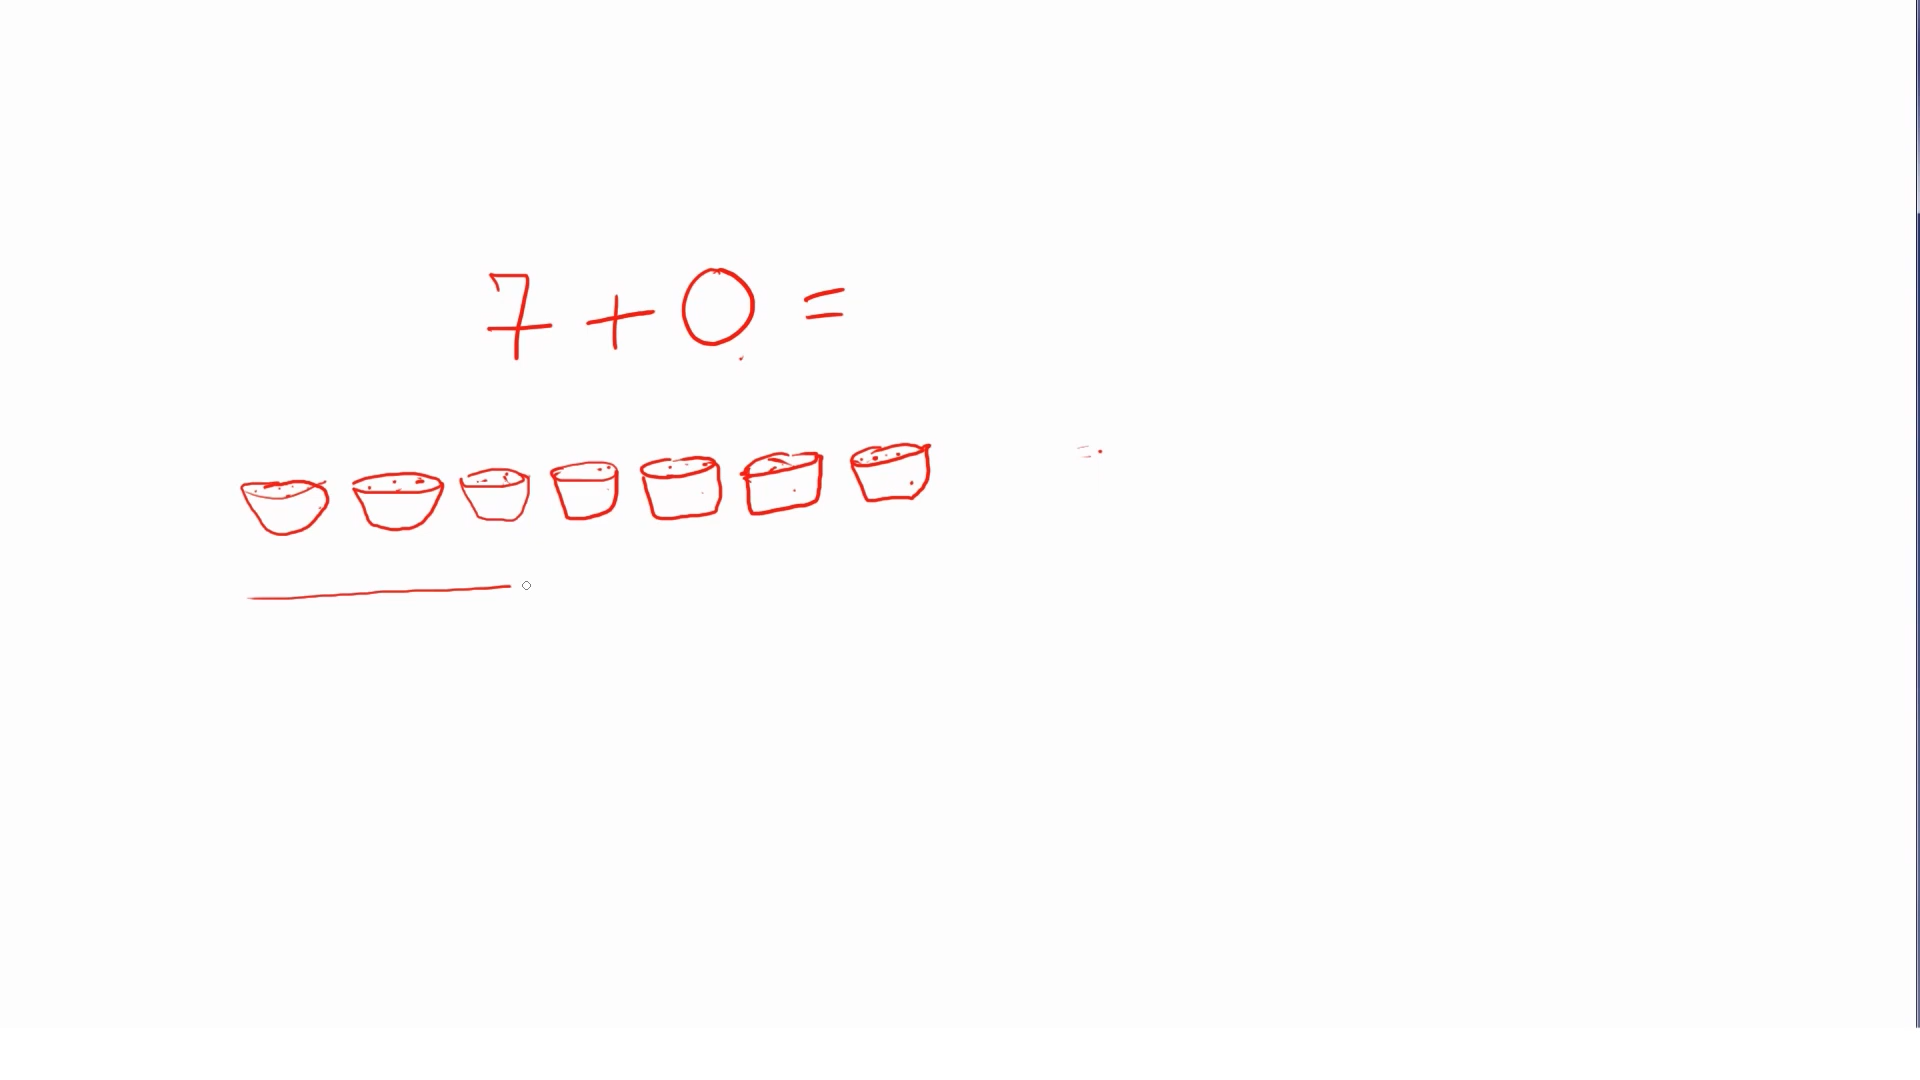 7 + 0 =